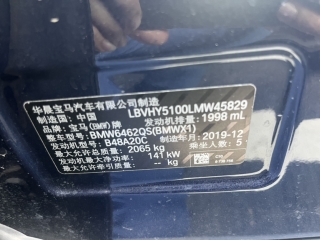 华晨宝马汽车有限公司制造
制造国：中国 LBVHY5100LMW45829
品牌：宝马(BMW)牌 发动机排量：1998 mL
整车型号：BMW6462QS(BMWX1)
发动机型号：B48A20C 制造年月：2019-12
最大允许总质量：2065 kg 乘坐人数：5
发动机最大净功率：141 kW
最大允许牵引质量：-- kg